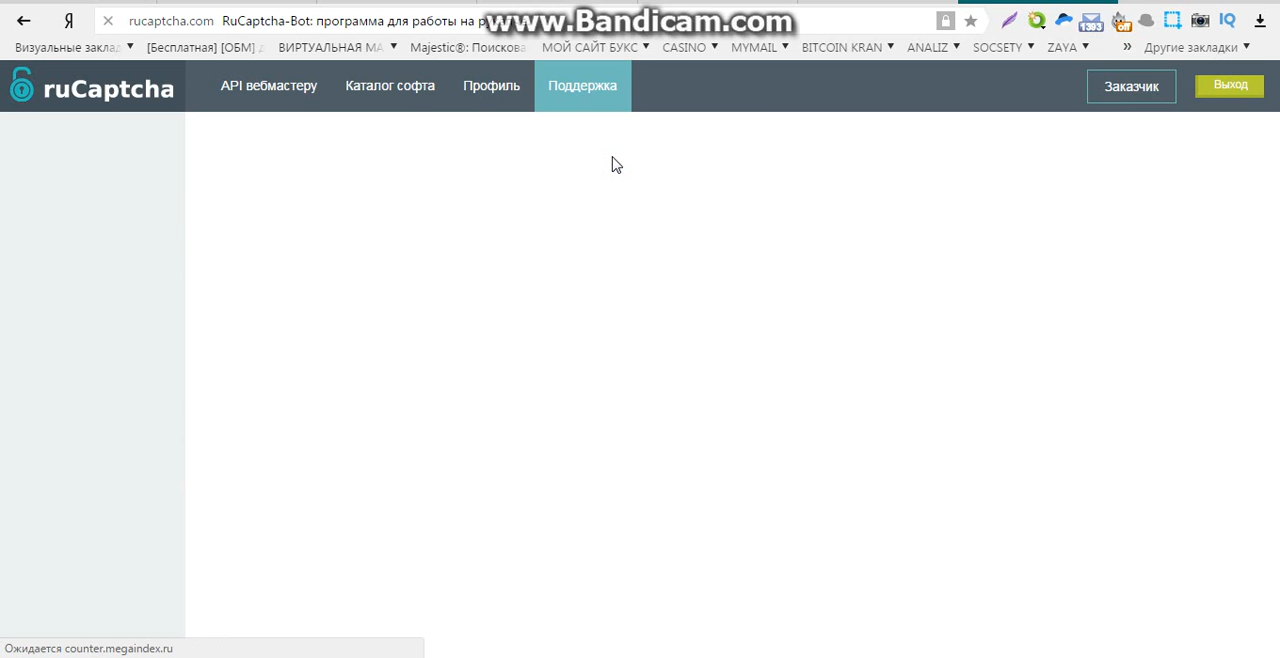 www.Bandicam.com
Я rucaptcha.com RuCaptcha-Bot: программа для работы на
Визуальные заклад [Бесплатная] [ОБМ] ВИРТУАЛЬНАЯ МА Majestic®: Поискова МОЙ САЙТ БУКС CASINO MYMAIL BITCOIN KRAN ANALIZ SOCSETY ZAYA » Другие закладки
ruCaptcha API вебмастеру Каталог софта Профиль Поддержка Заказчик Выход
Ожидается counter.megaindex.ru